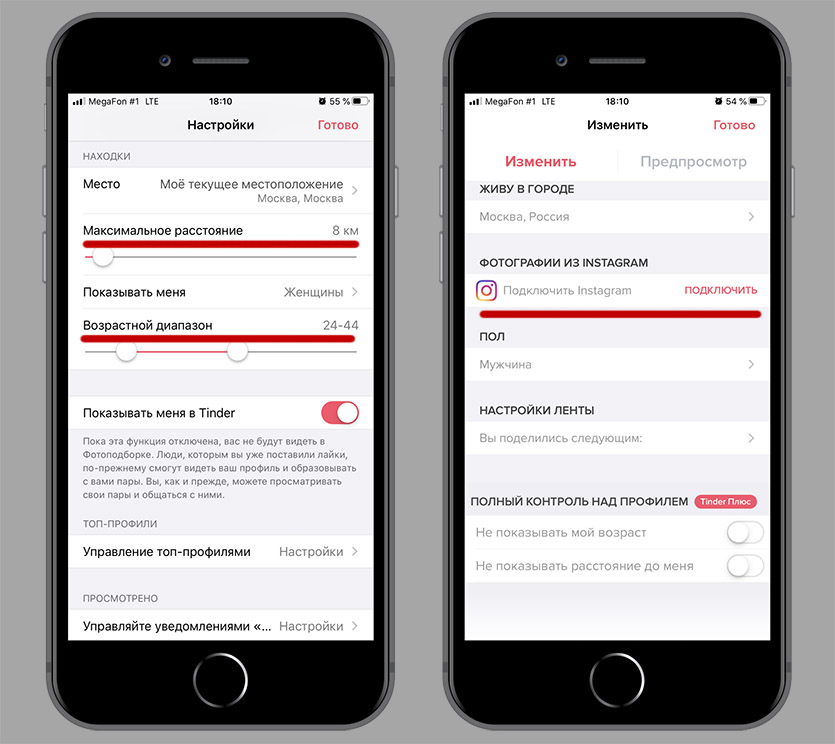 MegaFon #1 LTE 18:10 55 %
Настройки Готово
НАХОДКИ
Место Моё текущее местоположение
Москва, Москва
Максимальное расстояние 8 км
Показывать меня Женщины
Возрастной диапазон 24-44
Показывать меня в Tinder
Пока эта функция отключена, вас не будут видеть в
Фотоподборке. Люди, которым вы уже поставили лайки,
по-прежнему смогут видеть ваш профиль и образовывать
с вами пары. Вы, как и прежде, можете просматривать
свои пары и общаться с ними.
ТОП-ПРОФИЛИ
Управление топ-профилями Настройки
ПРОСМОТРЕНО
Управляйте уведомлениями «... Настройки
MegaFon #1 LTE 18:10 54 %
Изменить Готово
Изменить Предпросмотр
ЖИВУ В ГОРОДЕ
Москва, Россия
ФОТОГРАФИИ ИЗ INSTAGRAM
Подключить Instagram ПОДКЛЮЧИТЬ
ПОЛ
Мужчина
НАСТРОЙКИ ЛЕНТЫ
Вы поделились следующим:
ПОЛНЫЙ КОНТРОЛЬ НАД ПРОФИЛЕМ Tinder Плюс
Не показывать мой возраст
Не показывать расстояние до меня